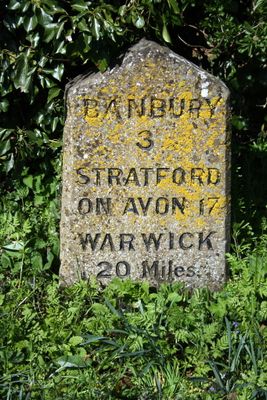 BANBURY
3
STRATFORD
ON AVON 17
WARWICK
20 Miles.